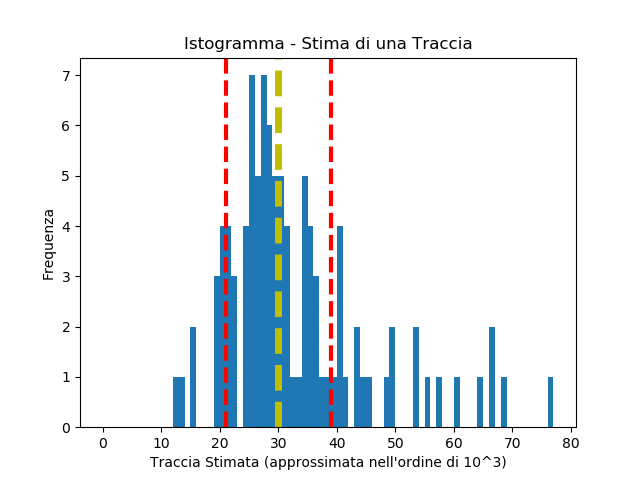 Istogramma - Stima di una Traccia
7
6
5
4
3
2
1
0
Frequenza
0 10 20 30 40 50 60 70 80
Traccia Stimata (approssimata nell'ordine di 10^3)